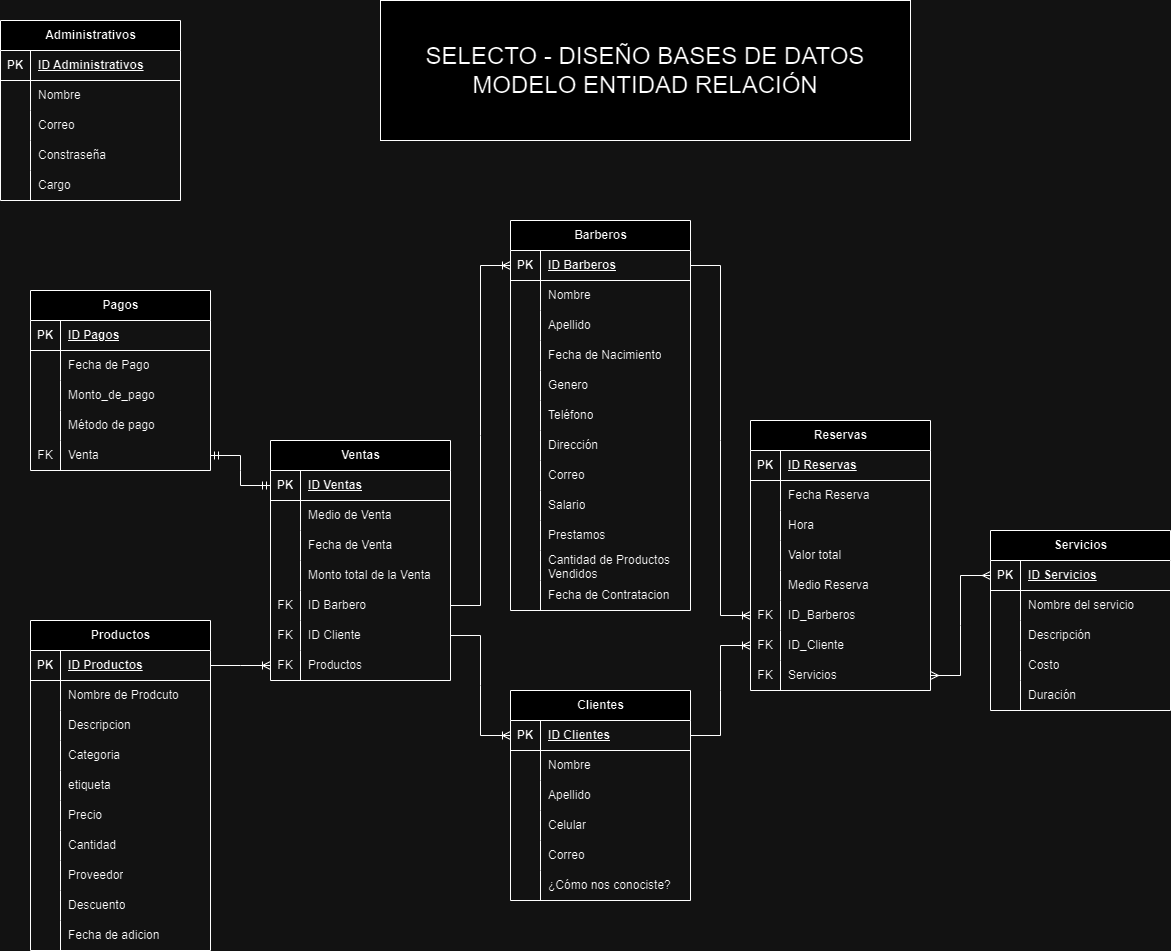 SELECTO - DISEÑO BASES DE DATOS
MODELO ENTIDAD RELACIÓN
Administrativos
PK ID Administrativos
Nombre
Correo
Constraseña
Cargo
Pagos
PK ID Pagos
Fecha de Pago
Monto_de_pago
Método de pago
FK Venta
Productos
PK ID Productos
Nombre de Prodcuto
Descripcion
Categoria
etiqueta
Precio
Cantidad
Proveedor
Descuento
Fecha de adicion
Ventas
PK ID Ventas
Medio de Venta
Fecha de Venta
Monto total de la Venta
FK ID Barbero
FK ID Cliente
FK Productos
Barberos
PK ID Barberos
Nombre
Apellido
Fecha de Nacimiento
Genero
Teléfono
Dirección
Correo
Salario
Prestamos
Cantidad de Productos
Vendidos
Fecha de Contratacion
Clientes
PK ID Clientes
Nombre
Apellido
Celular
Correo
¿Cómo nos conociste?
Reservas
PK ID Reservas
Fecha Reserva
Hora
Valor total
Medio Reserva
FK ID_Barberos
FK ID_Cliente
FK Servicios
Servicios
PK ID Servicios
Nombre del servicio
Descripción
Costo
Duración